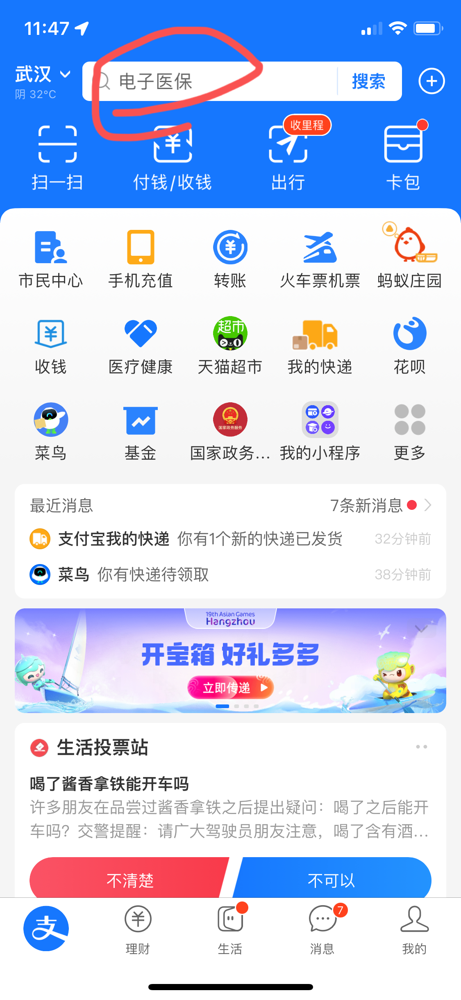 11:47
武汉
阴 32°C
电子医保
搜索
收里程
扫一扫
付钱/收钱
出行
卡包
市民中心
手机充值
转账
火车票机票
蚂蚁庄园
超市
收钱
医疗健康
天猫超市
我的快递
花呗
国家政务服务
菜鸟
基金
国家政务...
我的小程序
更多
最近消息
7条新消息
支付宝我的快递 你有1个新的快递已发货 32分钟前
菜鸟 你有快递待领取 38分钟前
19th Asian Games
Hangzhou
开宝箱 好礼多多
立即传递
生活投票站
喝了酱香拿铁能开车吗
许多朋友在品尝过酱香拿铁之后提出疑问：喝了之后能开
车吗？交警提醒：请广大驾驶员朋友注意，喝了含有酒...
不清楚
不可以
支
7
理财
生活
消息
我的